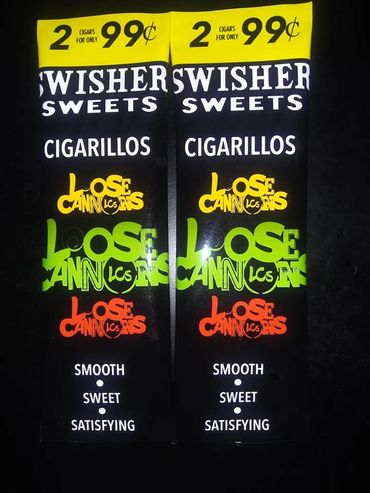 2 CIGARS FOR ONLY 99¢
SWISHER
SWEETS
CIGARILLOS
LOOSE
CANNONS
LCs
LOOSE
CANNONS
LCs
LOOSE
CANNONS
LCs
SMOOTH
•
SWEET
•
SATISFYING
2 CIGARS FOR ONLY 99¢
SWISHER
SWEETS
CIGARILLOS
LOOSE
CANNONS
LCs
LOOSE
CANNONS
LCs
LOOSE
CANNONS
LCs
SMOOTH
•
SWEET
•
SATISFYING